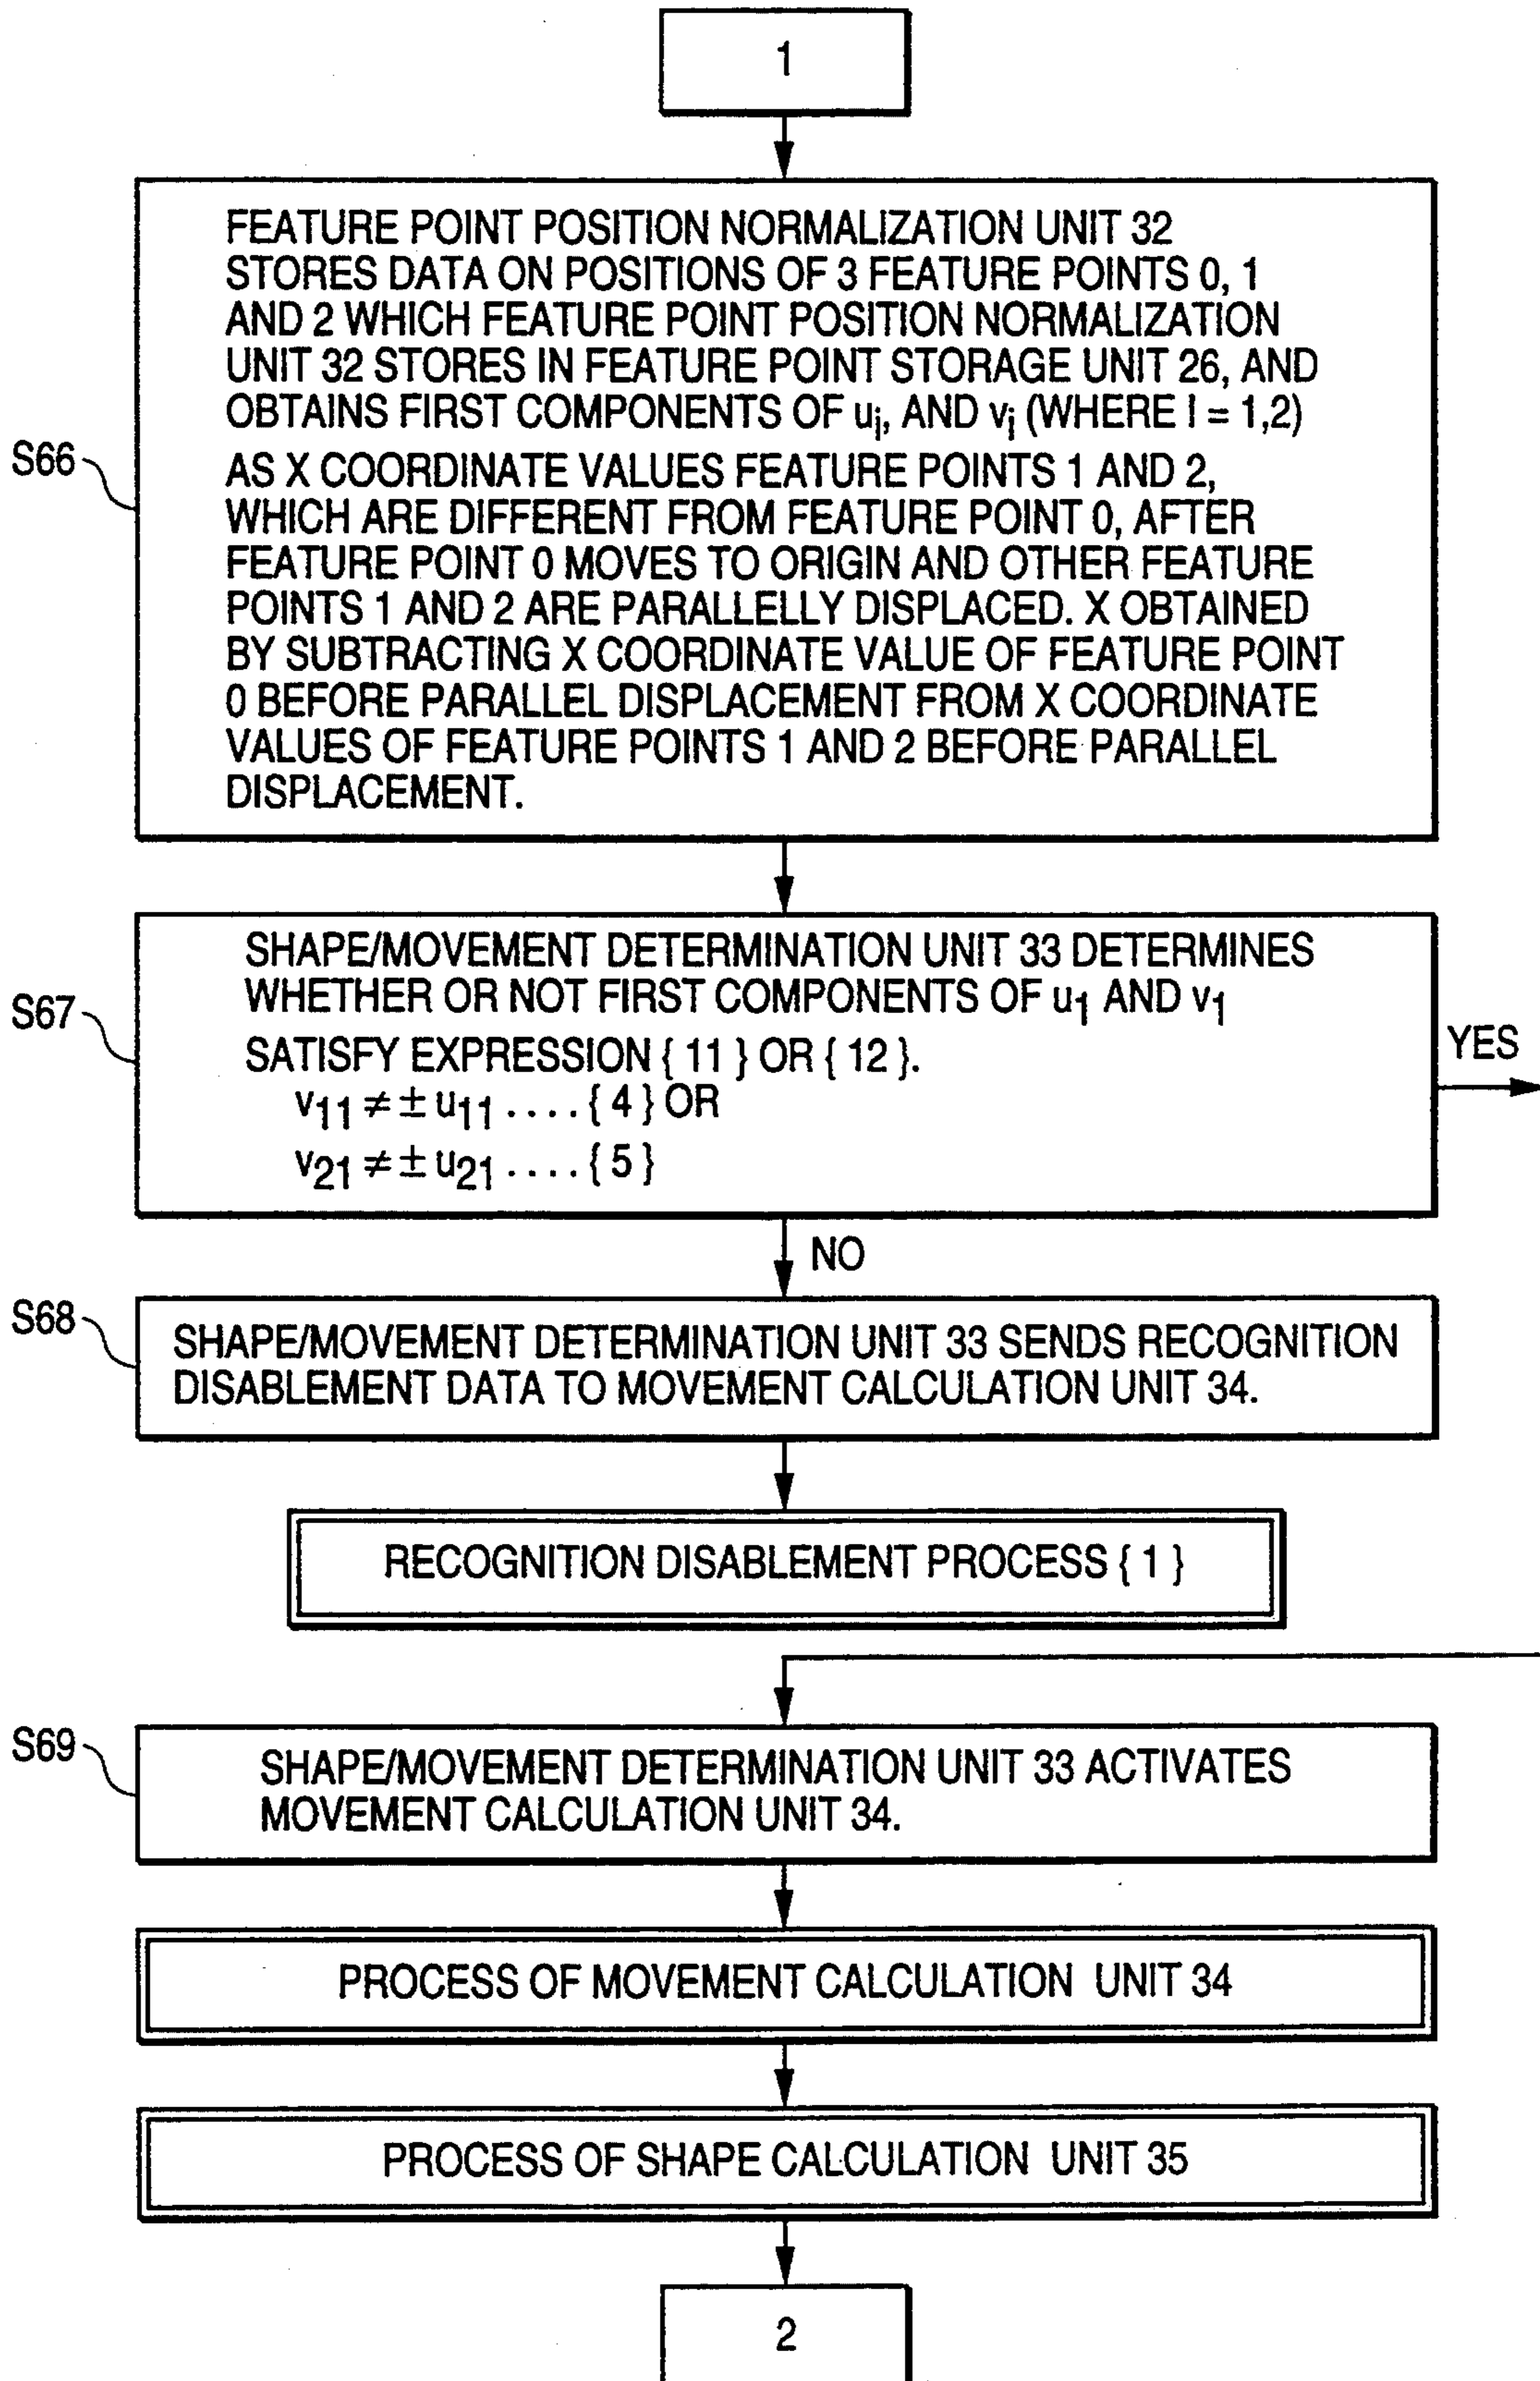 1
FEATURE POINT POSITION NORMALIZATION UNIT 32
STORES DATA ON POSITIONS OF 3 FEATURE POINTS 0, 1
AND 2 WHICH FEATURE POINT POSITION NORMALIZATION
UNIT 32 STORES IN FEATURE POINT STORAGE UNIT 26, AND
OBTAINS FIRST COMPONENTS OF uj, AND vj (WHERE I = 1,2)
S66
AS X COORDINATE VALUES FEATURE POINTS 1 AND 2,
WHICH ARE DIFFERENT FROM FEATURE POINT 0, AFTER
FEATURE POINT 0 MOVES TO ORIGIN AND OTHER FEATURE
POINTS 1 AND 2 ARE PARALLELLY DISPLACED. X OBTAINED
BY SUBTRACTING X COORDINATE VALUE OF FEATURE POINT
0 BEFORE PARALLEL DISPLACEMENT FROM X COORDINATE
VALUES OF FEATURE POINTS 1 AND 2 BEFORE PARALLEL
DISPLACEMENT.
SHAPE/MOVEMENT DETERMINATION UNIT 33 DETERMINES
WHETHER OR NOT FIRST COMPONENTS OF u1 AND v1
S67
SATISFY EXPRESSION { 11 } OR { 12 }.
YES
v11 ≠ ± u11 . . . . { 4 } OR
v21 ≠ ± u21 . . . . { 5 }
NO
S68
SHAPE/MOVEMENT DETERMINATION UNIT 33 SENDS RECOGNITION
DISABLEMENT DATA TO MOVEMENT CALCULATION UNIT 34.
RECOGNITION DISABLEMENT PROCESS { 1 }
S69
SHAPE/MOVEMENT DETERMINATION UNIT 33 ACTIVATES
MOVEMENT CALCULATION UNIT 34.
PROCESS OF MOVEMENT CALCULATION UNIT 34
PROCESS OF SHAPE CALCULATION UNIT 35
2